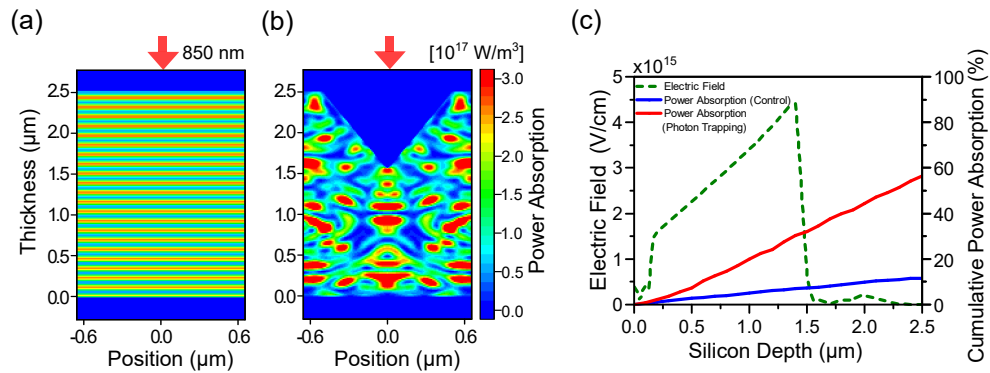 (a)
850 nm
Thickness (µm)
2.5
2.0
1.5
1.0
0.5
0.0
-0.6
0.0
0.6
Position (µm)
(b)
[10¹⁷ W/m³]
2.5
2.0
1.5
1.0
0.5
0.0
-0.6
0.0
0.6
Position (µm)
3.0
2.5
2.0
1.5
1.0
0.5
0.0
Power Absorption
(c)
x10¹⁵
Electric Field (V/cm)
5
4
3
2
1
0
Electric Field
Power Absorption (Control)
Power Absorption
(Photon Trapping)
100
80
60
40
20
0
Cumulative Power Absorption (%)
0.0
0.5
1.0
1.5
2.0
2.5
Silicon Depth (µm)